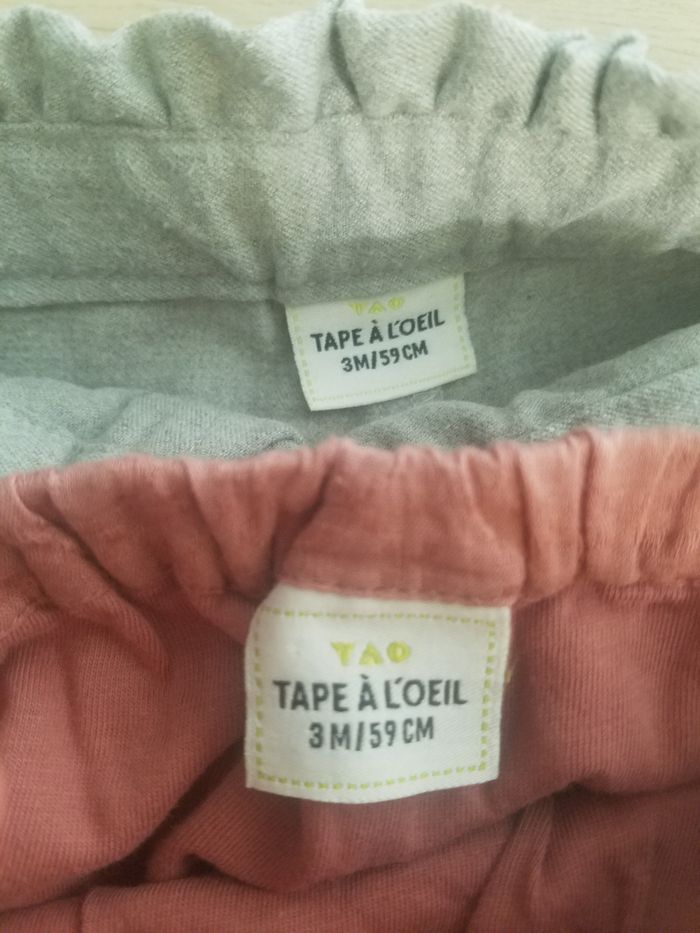 TAO
TAPE À L'OEIL
3M/59CM
TAO
TAPE À L'OEIL
3M/59CM